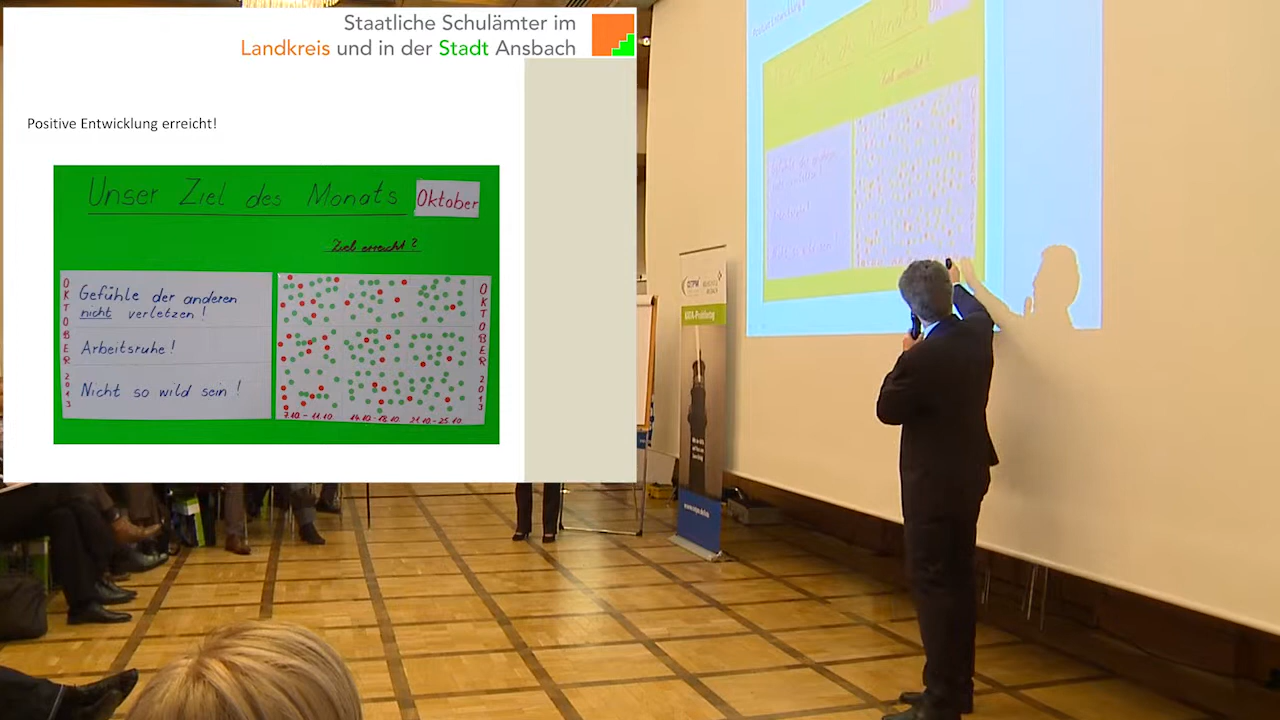 Staatliche Schulämter im
Landkreis und in der Stadt Ansbach
Positive Entwicklung erreicht!
Unser Ziel des Monats
Oktober
Ziel erreicht?
OKTOBER 2013
Gefühle der anderen
nicht verletzen!
Arbeitsruhe!
Nicht so wild sein!
7.10. - 11.10.
14.10. - 18.10.
21.10. - 25.10.
OKTOBER 2013